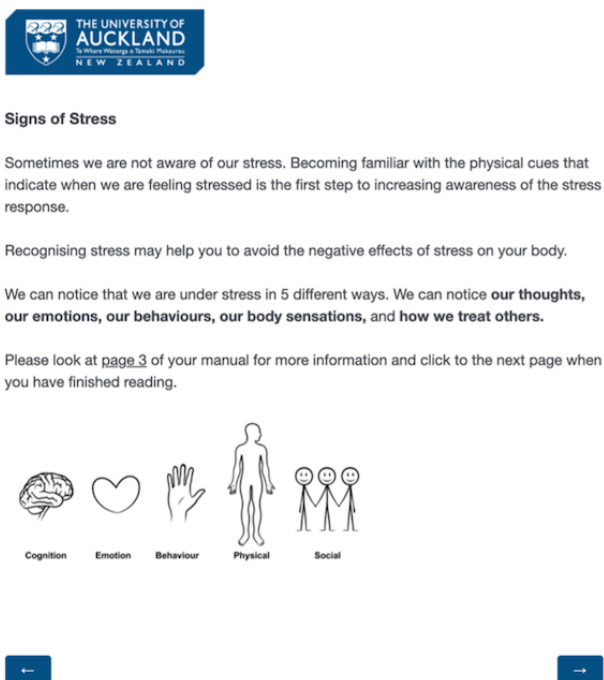 THE UNIVERSITY OF
AUCKLAND
Te Whare Wānanga o Tāmaki Makaurau
NEW ZEALAND
Signs of Stress
Sometimes we are not aware of our stress. Becoming familiar with the physical cues that
indicate when we are feeling stressed is the first step to increasing awareness of the stress
response.
Recognising stress may help you to avoid the negative effects of stress on your body.
We can notice that we are under stress in 5 different ways. We can notice our thoughts,
our emotions, our behaviours, our body sensations, and how we treat others.
Please look at page 3 of your manual for more information and click to the next page when
you have finished reading.
Cognition Emotion Behaviour Physical Social
← →